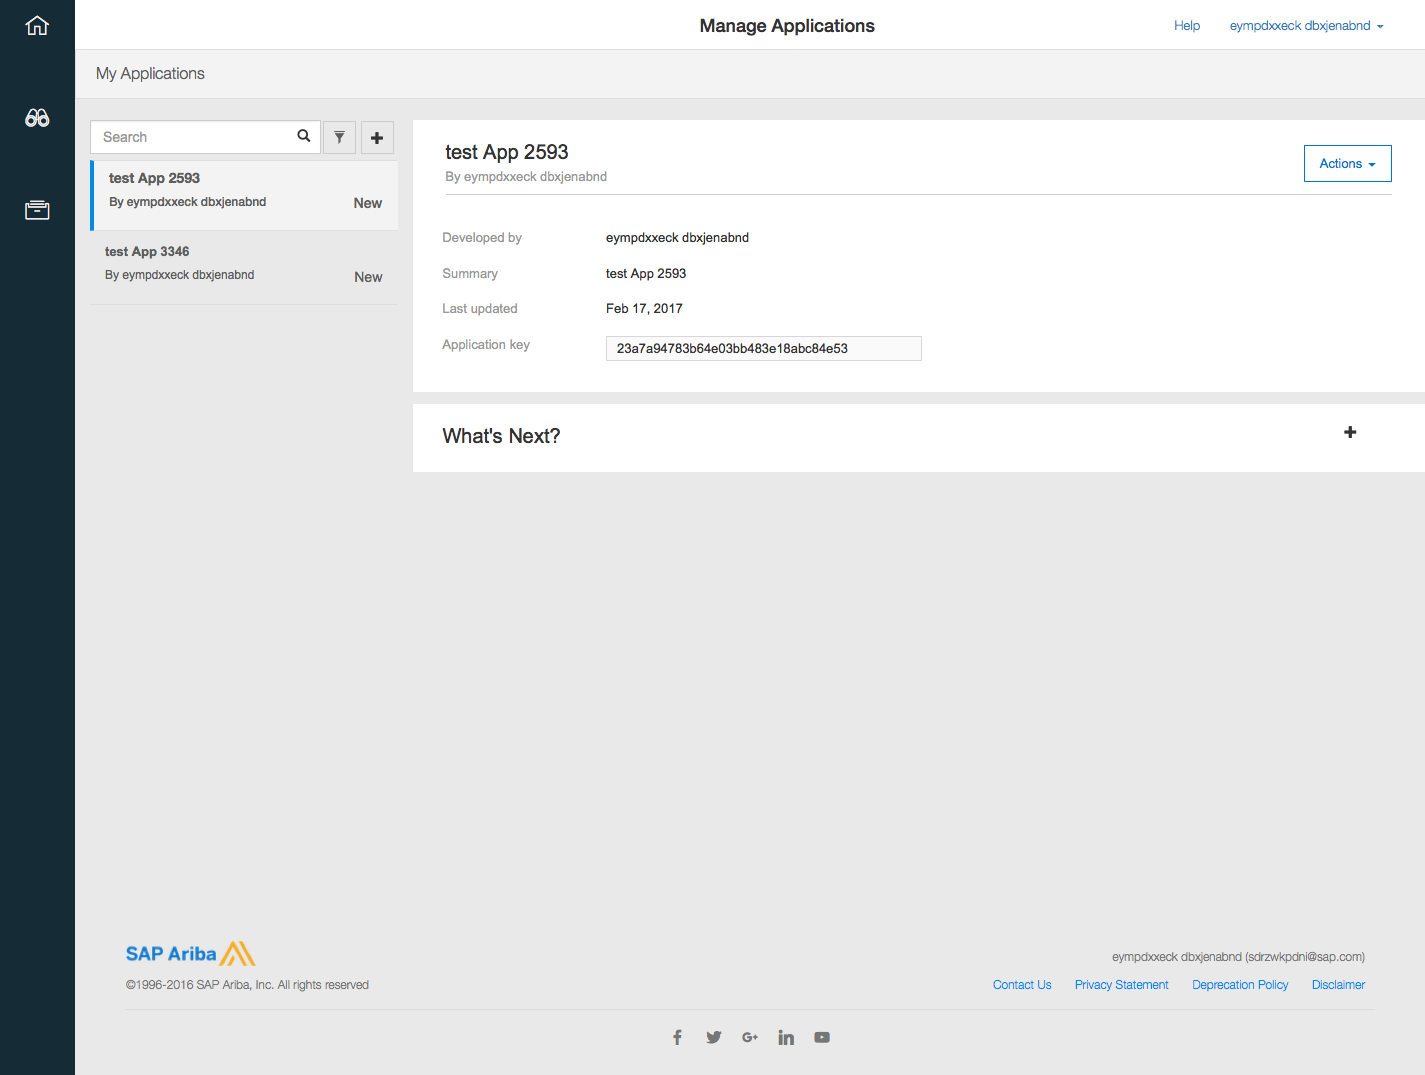 Manage Applications
Help
eympdxxeck dbxjenabnd
My Applications
Search
test App 2593
By eympdxxeck dbxjenabnd
New
test App 3346
By eympdxxeck dbxjenabnd
New
test App 2593
By eympdxxeck dbxjenabnd
Actions
Developed by eympdxxeck dbxjenabnd
Summary test App 2593
Last updated Feb 17, 2017
Application key 23a7a94783b64e03bb483e18abc84e53
What's Next?
SAP Ariba
©1996-2016 SAP Ariba, Inc. All rights reserved
eympdxxeck dbxjenabnd (sdrzwkpdni@sap.com)
Contact Us Privacy Statement Deprecation Policy Disclaimer